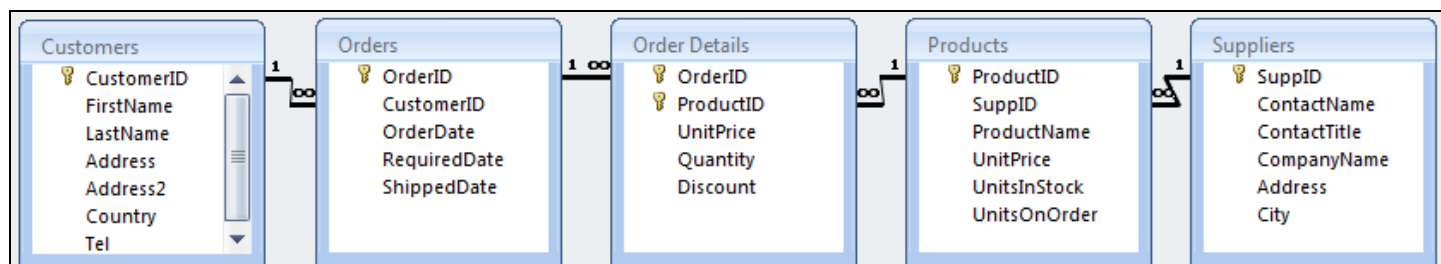 Customers
CustomerID
FirstName
LastName
Address
Address2
Country
Tel
1
∞
Orders
OrderID
CustomerID
OrderDate
RequiredDate
ShippedDate
1 ∞
Order Details
OrderID
ProductID
UnitPrice
Quantity
Discount
1
∞
Products
ProductID
SuppID
ProductName
UnitPrice
UnitsInStock
UnitsOnOrder
1
∞
Suppliers
SuppID
ContactName
ContactTitle
CompanyName
Address
City